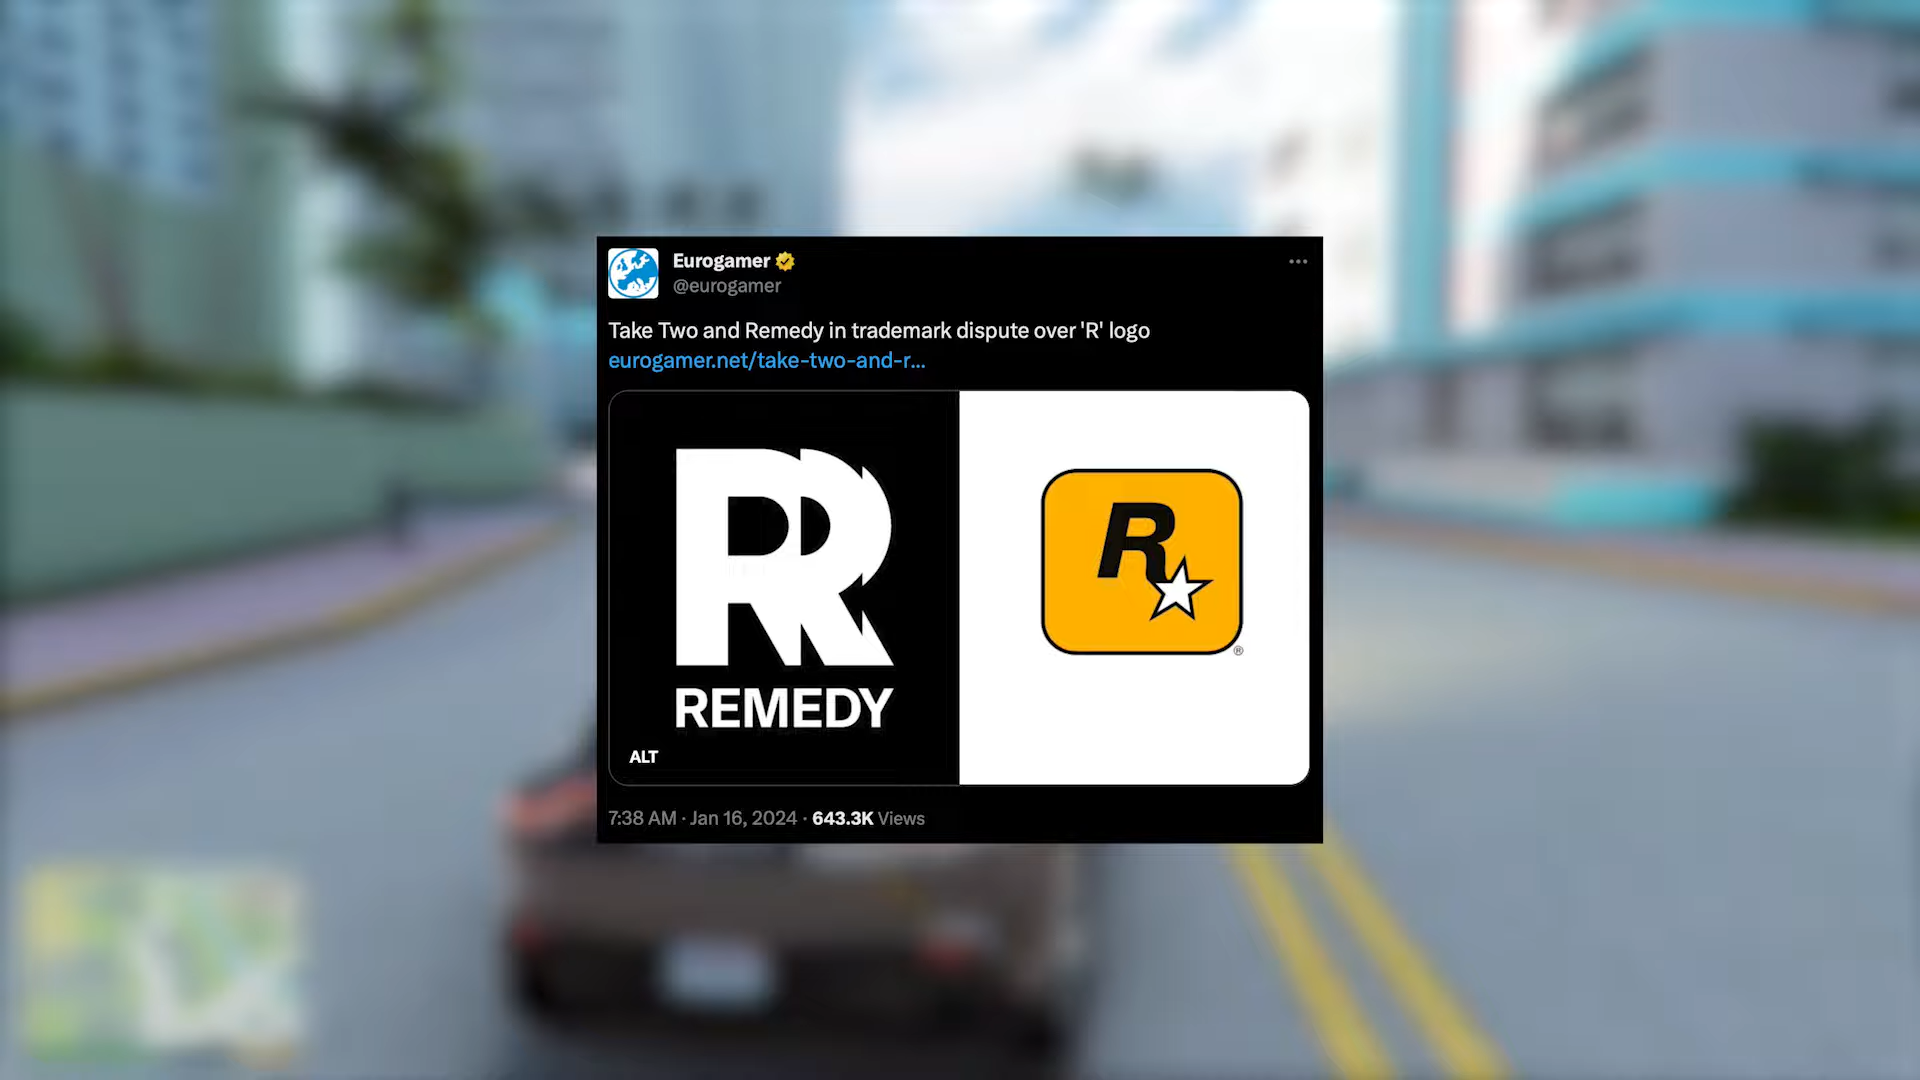 Eurogamer
@eurogamer
Take Two and Remedy in trademark dispute over 'R' logo
eurogamer.net/take-two-and-r...
R
REMEDY
R
®
ALT
7:38 AM · Jan 16, 2024 · 643.3K Views